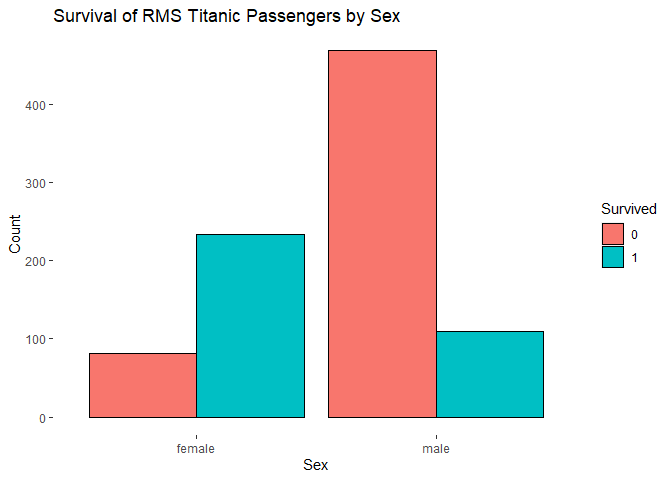 Survival of RMS Titanic Passengers by Sex
Count
400
300
200
100
0
female
male
Sex
Survived
0
1